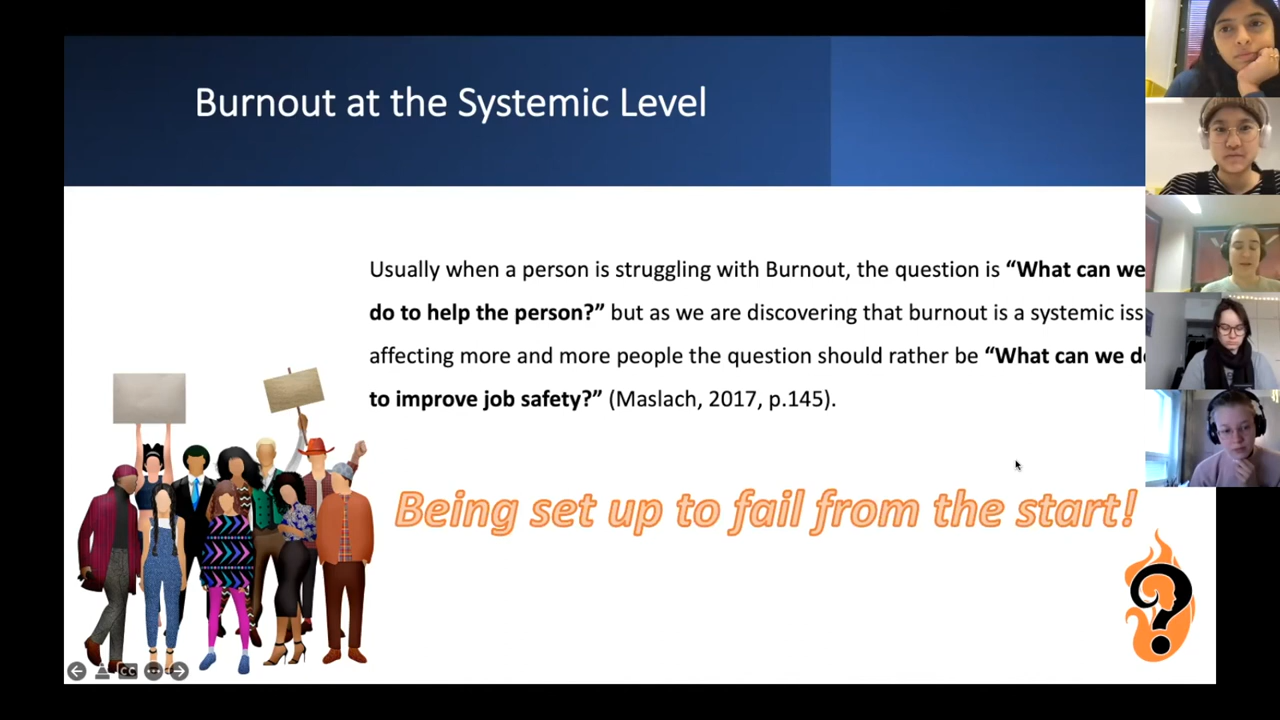 Burnout at the Systemic Level
Usually when a person is struggling with Burnout, the question is “What can we
do to help the person?” but as we are discovering that burnout is a systemic iss
affecting more and more people the question should rather be “What can we do
to improve job safety?” (Maslach, 2017, p.145).
Being set up to fail from the start!
?
CC